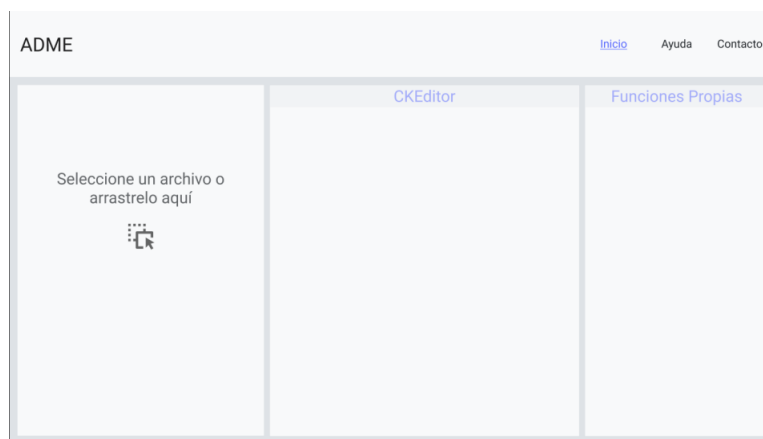 ADME
Inicio
Ayuda
Contacto
CKEditor
Funciones Propias
Seleccione un archivo o
arrastrelo aquí